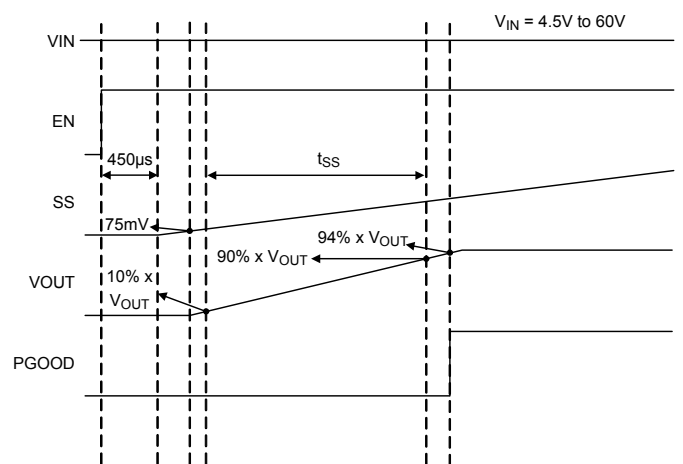 V_IN = 4.5V to 60V
VIN
EN
450µs
t_SS
SS
75mV
94% x V_OUT
90% x V_OUT
10% x
V_OUT
VOUT
PGOOD